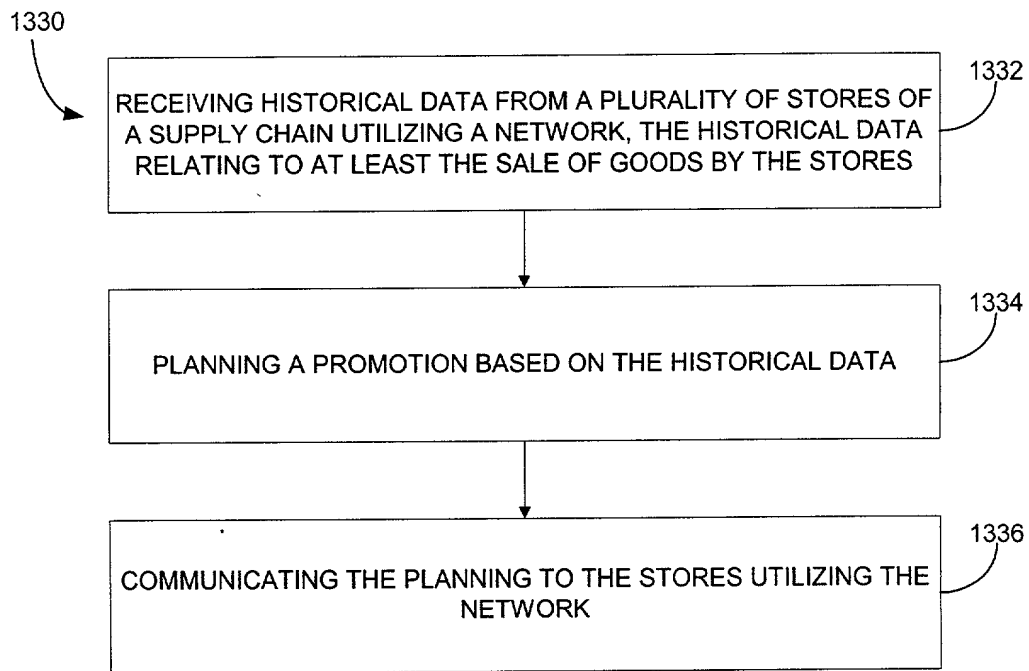 1330
1332
RECEIVING HISTORICAL DATA FROM A PLURALITY OF STORES OF
A SUPPLY CHAIN UTILIZING A NETWORK, THE HISTORICAL DATA
RELATING TO AT LEAST THE SALE OF GOODS BY THE STORES
1334
PLANNING A PROMOTION BASED ON THE HISTORICAL DATA
1336
COMMUNICATING THE PLANNING TO THE STORES UTILIZING THE
NETWORK